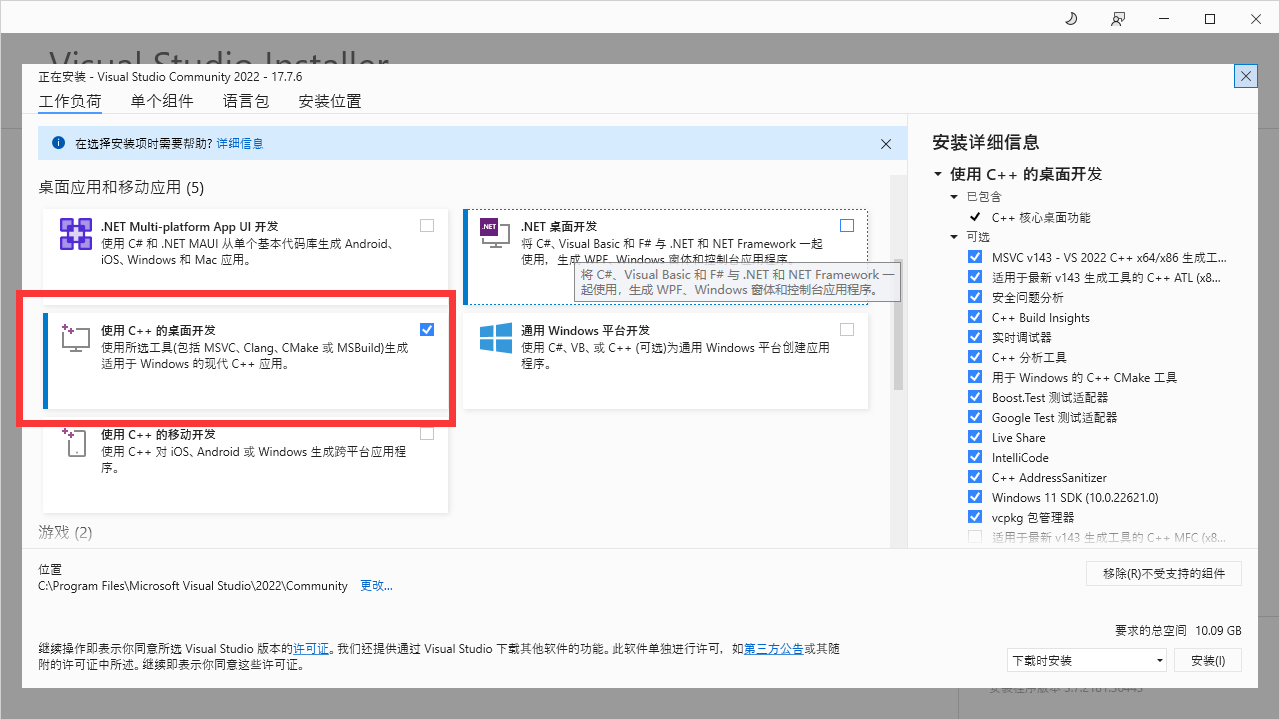 Visual Studio Installer
正在安装 - Visual Studio Community 2022 - 17.7.6
工作负荷 单个组件 语言包 安装位置
在选择安装项时需要帮助? 详细信息
桌面应用和移动应用 (5)
.NET Multi-platform App UI 开发
使用 C# 和 .NET MAUI 从单个基本代码库生成 Android、
iOS、Windows 和 Mac 应用。
.NET
.NET 桌面开发
将 C#、Visual Basic 和 F# 与 .NET 和 NET Framework 一起
使用，生成 WPF、Windows 窗体和控制台应用程序。
将 C#、Visual Basic 和 F# 与 .NET 和 NET Framework 一
起使用，生成 WPF、Windows 窗体和控制台应用程序。
使用 C++ 的桌面开发
使用所选工具(包括 MSVC、Clang、CMake 或 MSBuild)生成
适用于 Windows 的现代 C++ 应用。
通用 Windows 平台开发
使用 C#、VB、或 C++ (可选)为通用 Windows 平台创建应用
程序。
使用 C++ 的移动开发
使用 C++ 对 iOS、Android 或 Windows 生成跨平台应用程
序。
游戏 (2)
安装详细信息
使用 C++ 的桌面开发
已包含
C++ 核心桌面功能
可选
MSVC v143 - VS 2022 C++ x64/x86 生成工...
适用于最新 v143 生成工具的 C++ ATL (x8...
安全问题分析
C++ Build Insights
实时调试器
C++ 分析工具
用于 Windows 的 C++ CMake 工具
Boost.Test 测试适配器
Google Test 测试适配器
Live Share
IntelliCode
C++ AddressSanitizer
Windows 11 SDK (10.0.22621.0)
vcpkg 包管理器
适用于最新 v143 生成工具的 C++ MFC (x8...
位置
C:\Program Files\Microsoft Visual Studio\2022\Community 更改...
移除(R)不受支持的组件
要求的总空间 10.09 GB
继续操作即表示你同意所选 Visual Studio 版本的许可证。我们还提供通过 Visual Studio 下载其他软件的功能。此软件单独进行许可，如第三方公告或其随
附的许可证中所述。继续即表示你同意这些许可证。
下载时安装 安装(I)